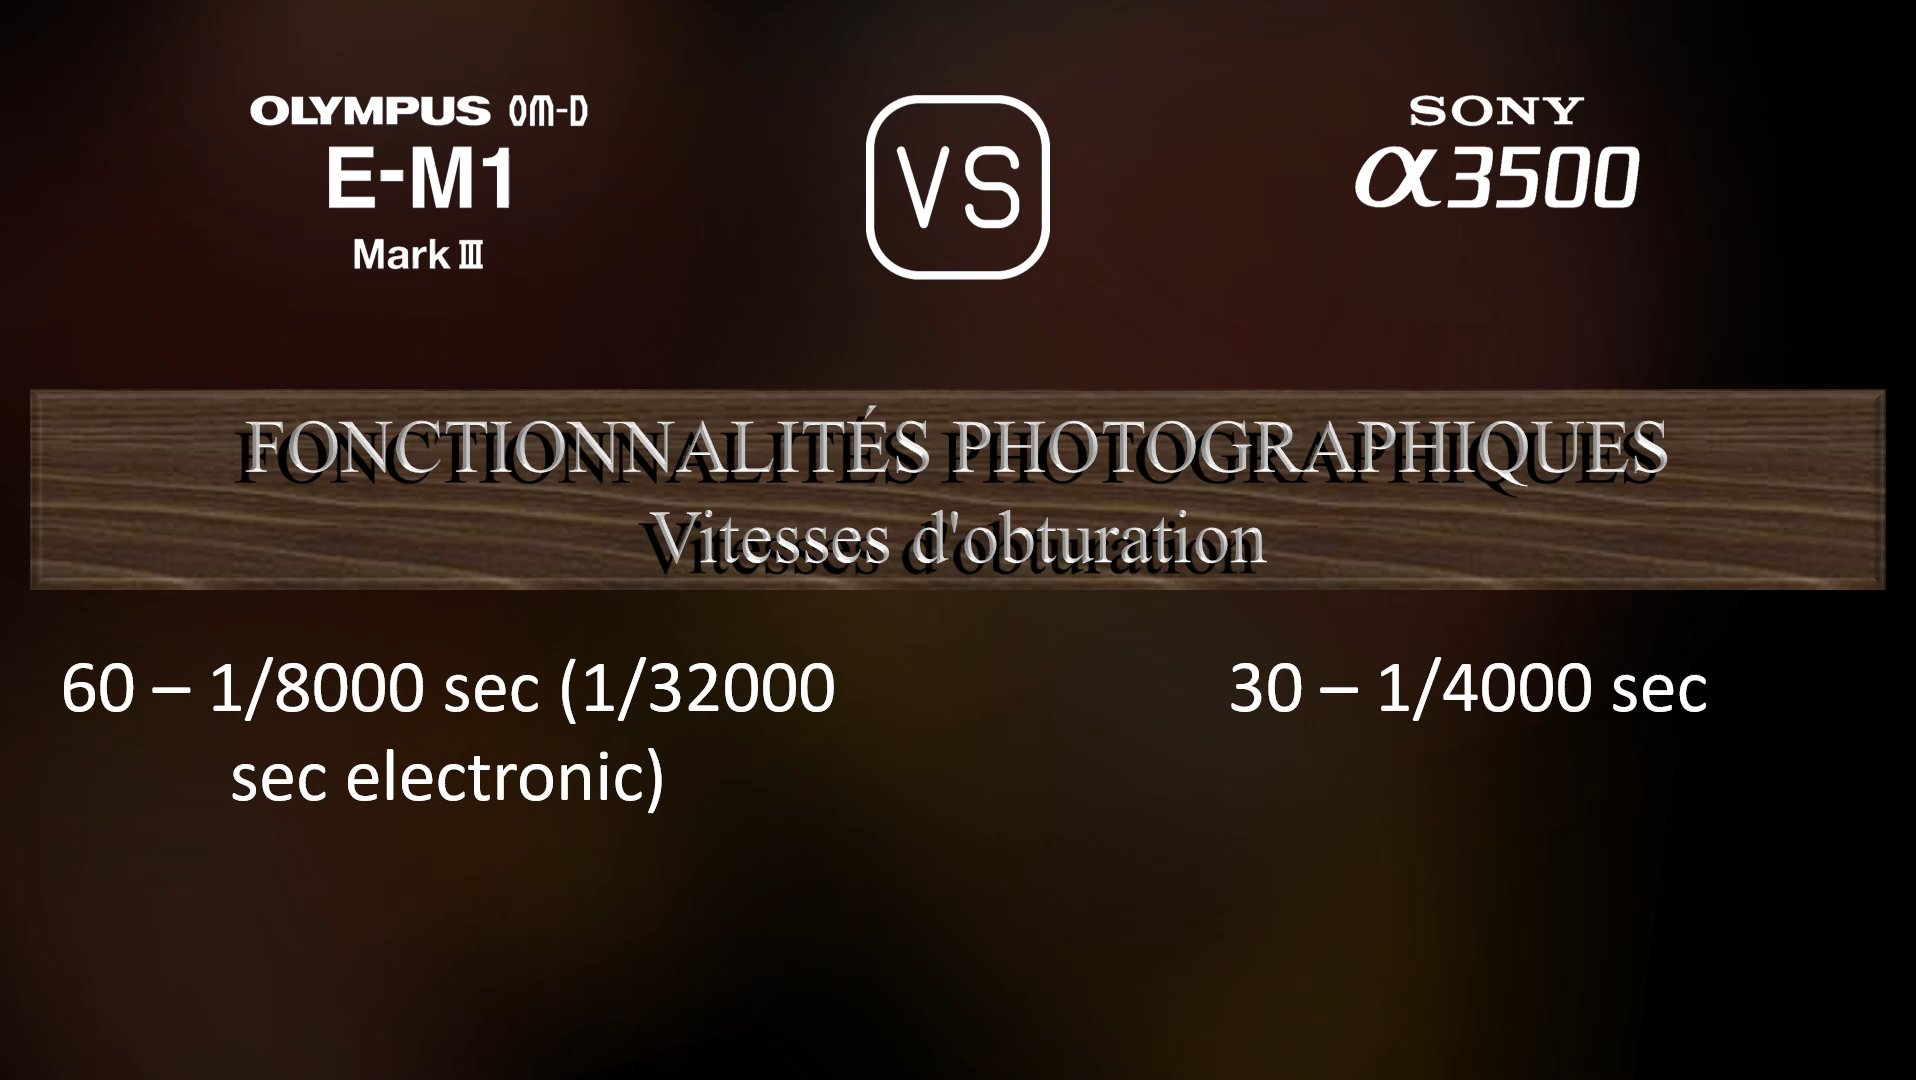 OLYMPUS OM-D
E-M1
Mark III
VS
SONY
α3500
FONCTIONNALITÉS PHOTOGRAPHIQUES
Vitesses d'obturation
60 – 1/8000 sec (1/32000
sec electronic)
30 – 1/4000 sec